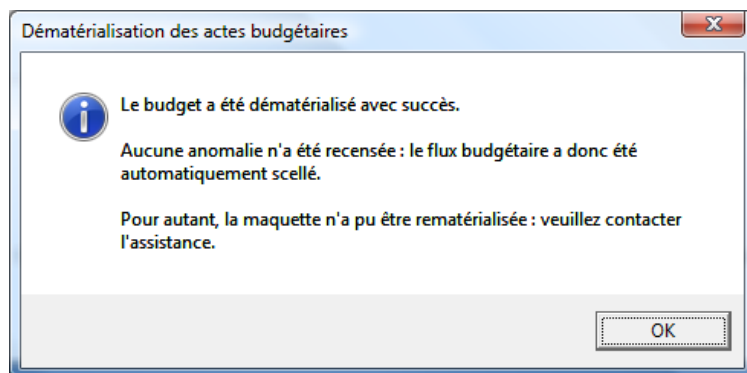 Dématérialisation des actes budgétaires
Le budget a été dématérialisé avec succès.
Aucune anomalie n'a été recensée : le flux budgétaire a donc été
automatiquement scellé.
Pour autant, la maquette n'a pu être rematérialisée : veuillez contacter
l'assistance.
OK